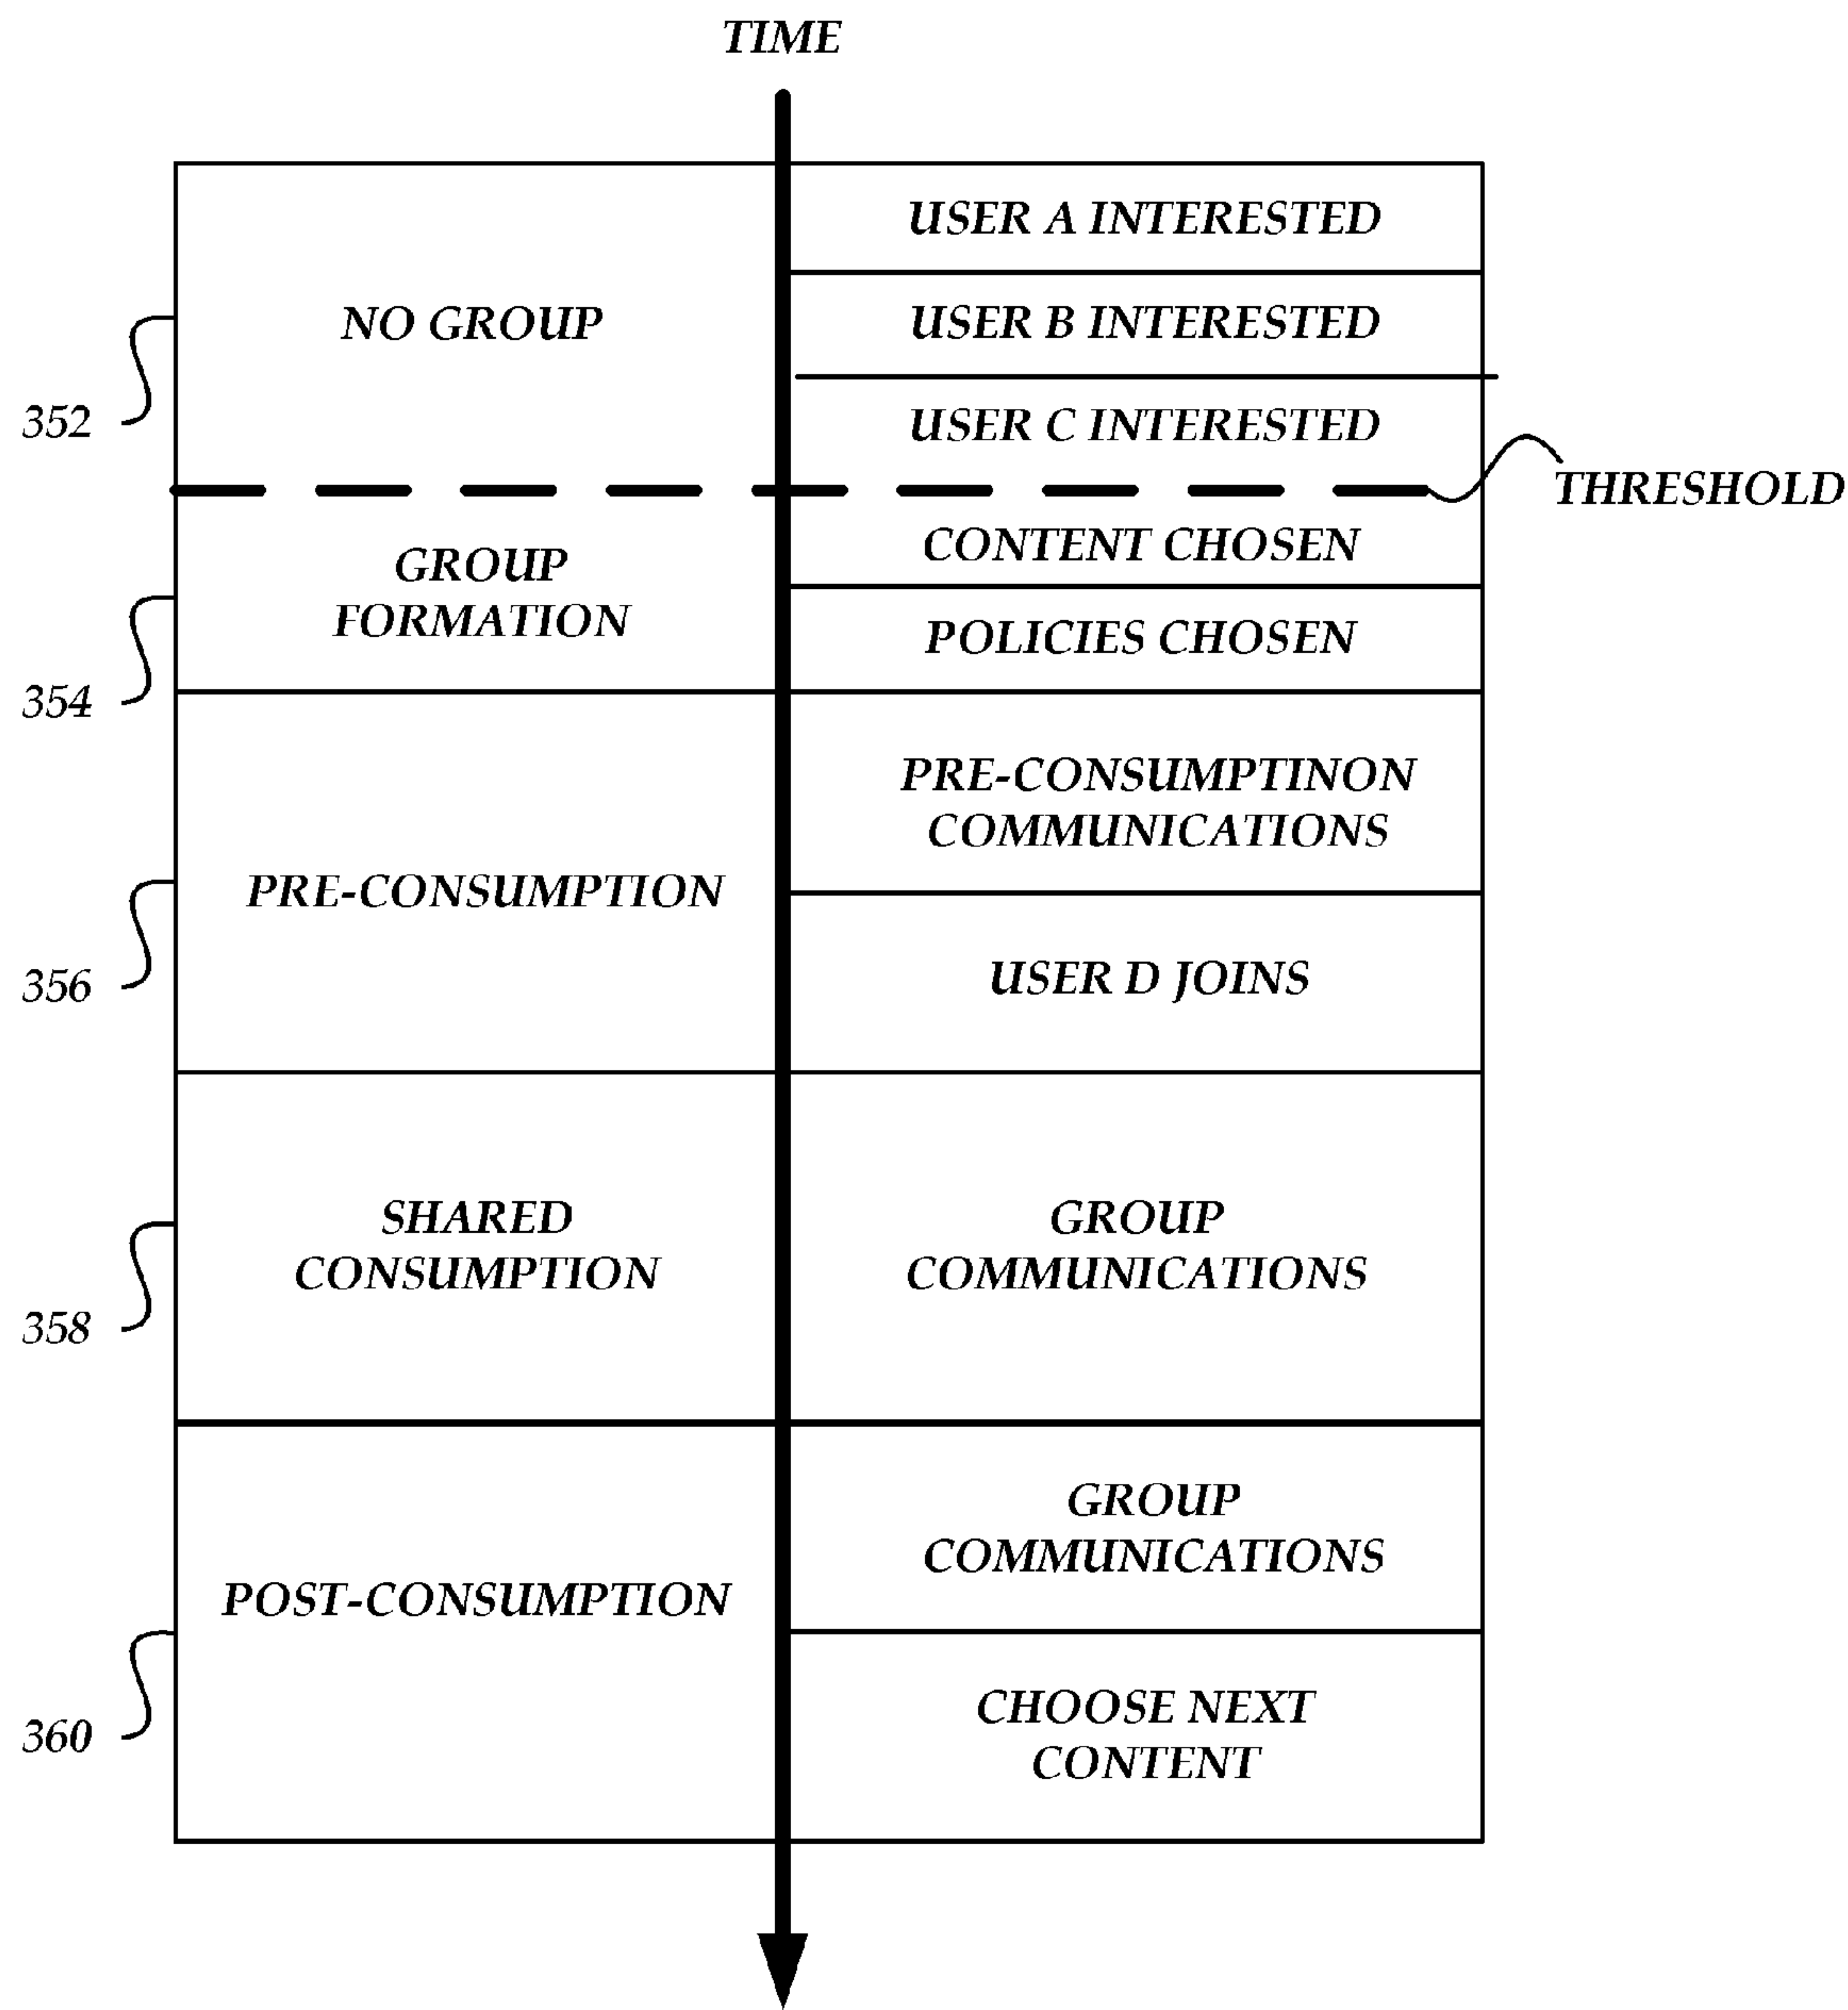 TIME
USER A INTERESTED
NO GROUP
USER B INTERESTED
352
USER C INTERESTED
THRESHOLD
GROUP
FORMATION
CONTENT CHOSEN
354
POLICIES CHOSEN
PRE-CONSUMPTINON
COMMUNICATIONS
PRE-CONSUMPTION
356
USER D JOINS
SHARED
CONSUMPTION
GROUP
COMMUNICATIONS
358
GROUP
COMMUNICATIONS
POST-CONSUMPTION
360
CHOOSE NEXT
CONTENT